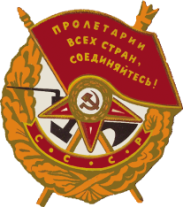 ПРОЛЕТАРИИ
ВСЕХ СТРАН,
СОЕДИНЯЙТЕСЬ!
С С С Р